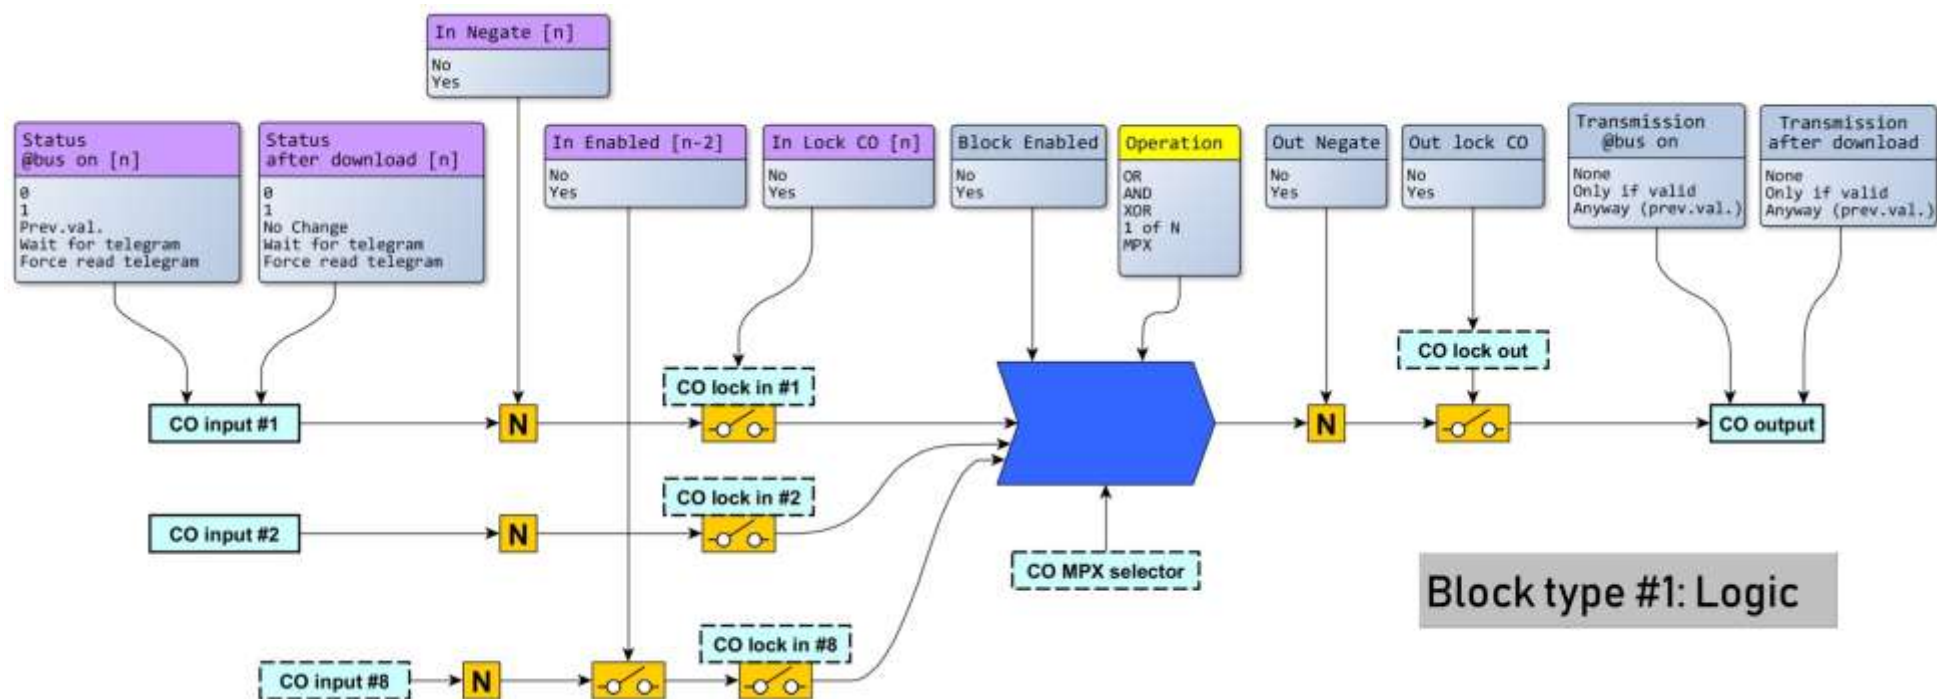 In Negate [n]
No
Yes
Status
@bus on [n]
0
1
Prev.val.
Wait for telegram
Force read telegram
Status
after download [n]
0
1
No Change
Wait for telegram
Force read telegram
In Enabled [n-2]
No
Yes
In Lock CO [n]
No
Yes
Block Enabled
No
Yes
Operation
OR
AND
XOR
1 of N
MPX
Out Negate
No
Yes
Out lock CO
No
Yes
Transmission
@bus on
None
Only if valid
Anyway (prev.val.)
Transmission
after download
None
Only if valid
Anyway (prev.val.)
CO lock out
CO lock in #1
CO input #1
N
N
CO output
CO lock in #2
CO input #2
N
CO MPX selector
Block type #1: Logic
CO lock in #8
CO input #8
N